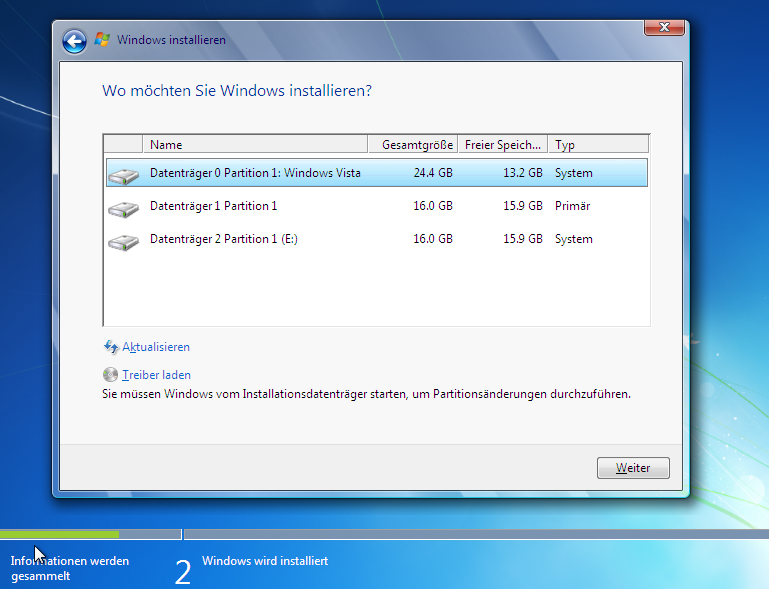 Windows installieren
Wo möchten Sie Windows installieren?
Name Gesamtgröße Freier Speich... Typ
Datenträger 0 Partition 1: Windows Vista 24.4 GB 13.2 GB System
Datenträger 1 Partition 1 16.0 GB 15.9 GB Primär
Datenträger 2 Partition 1 (E:) 16.0 GB 15.9 GB System
Aktualisieren
Treiber laden
Sie müssen Windows vom Installationsdatenträger starten, um Partitionsänderungen durchzuführen.
Weiter
Informationen werden
gesammelt
2 Windows wird installiert